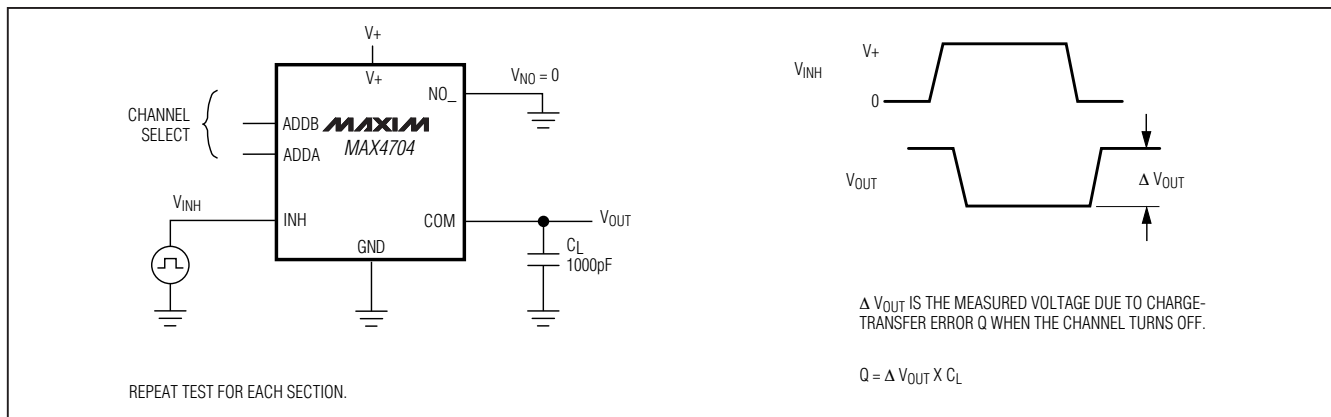 V+
V+
V_NO = 0
NO_
CHANNEL
SELECT
ADDB
MAXIM
MAX4704
ADDA
V_INH
INH
COM
V_OUT
GND
C_L
1000pF
REPEAT TEST FOR EACH SECTION.
V+
V_INH
0
V_OUT
Δ V_OUT
Δ V_OUT IS THE MEASURED VOLTAGE DUE TO CHARGE-
TRANSFER ERROR Q WHEN THE CHANNEL TURNS OFF.
Q = Δ V_OUT X C_L